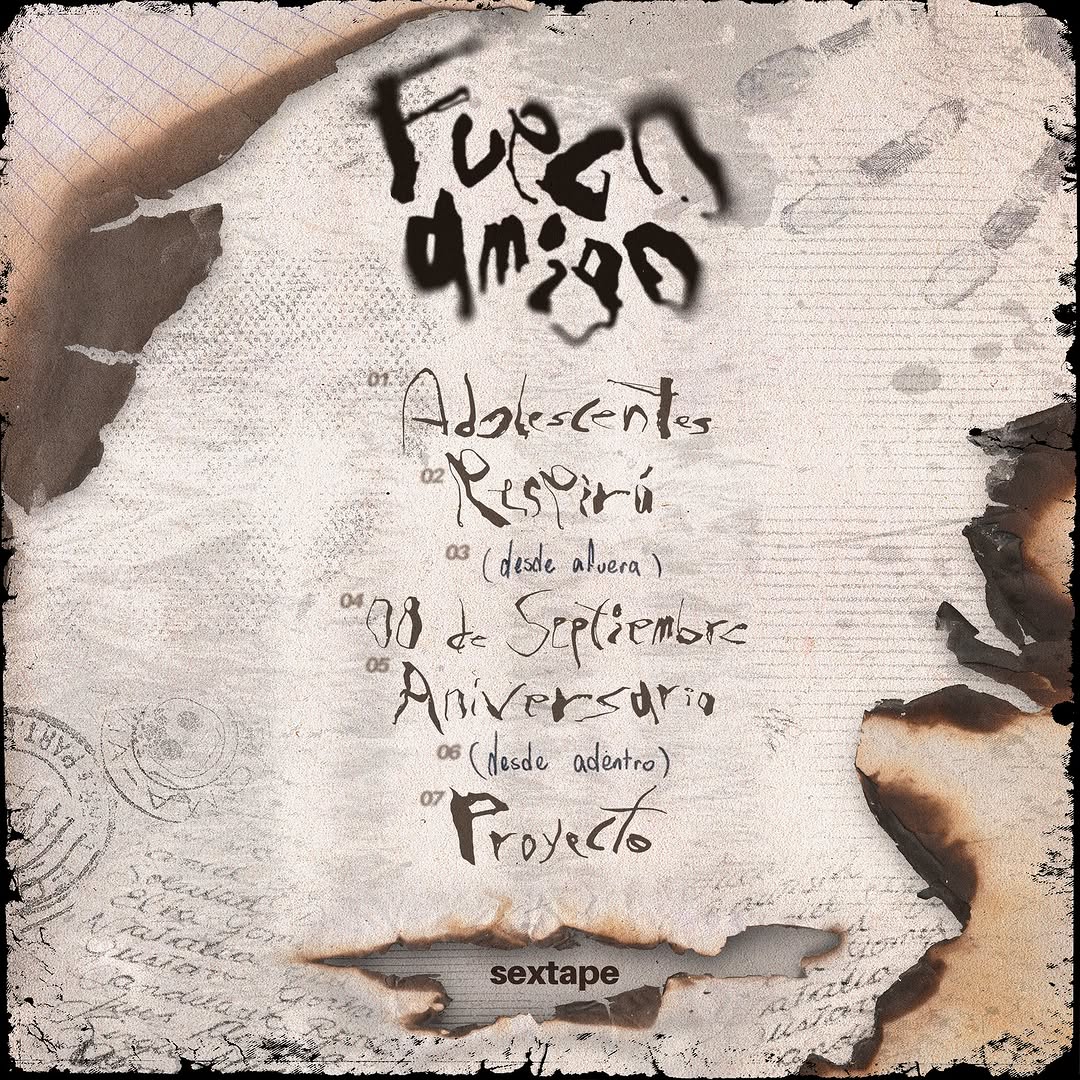 Fuego
amigo
01 Adolescentes
02 Respirá
03 (desde afuera)
04 08 de Septiembre
05 Aniversario
06 (desde adentro)
07 Proyecto
sextape